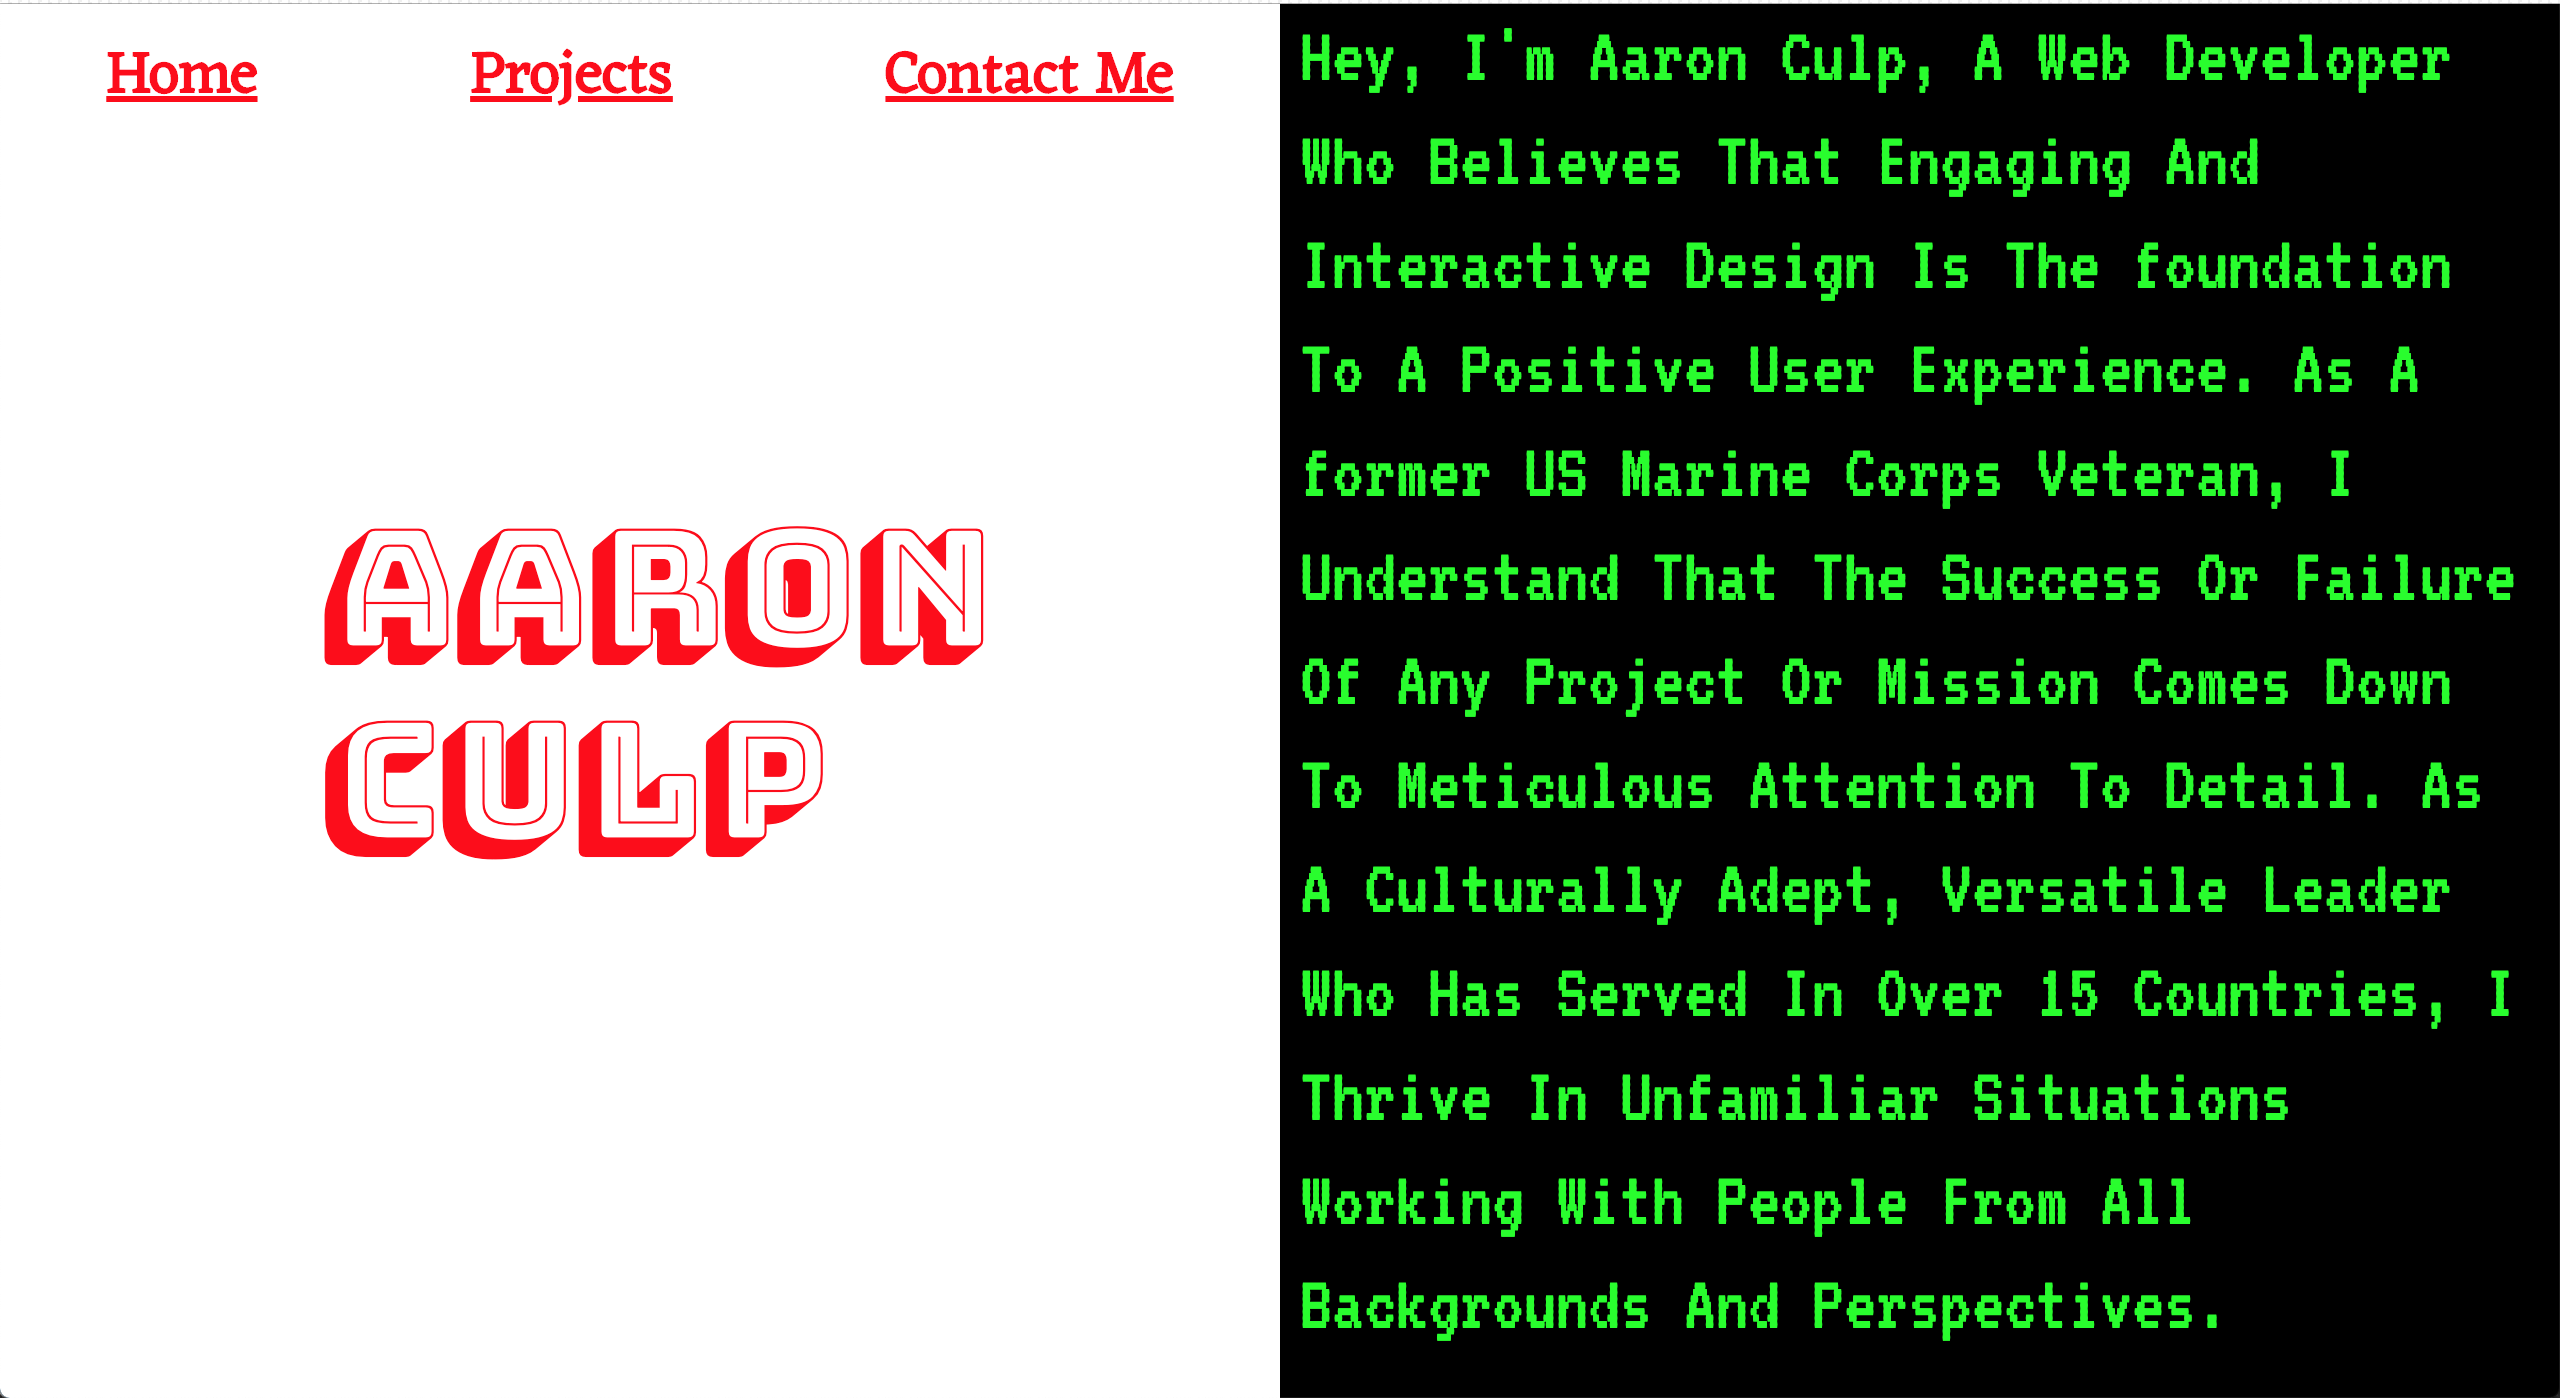 Home Projects Contact Me
AARON
CULP
Hey, I'm Aaron Culp, A Web Developer
Who Believes That Engaging And
Interactive Design Is The foundation
To A Positive User Experience. As A
former US Marine Corps Veteran, I
Understand That The Success Or Failure
Of Any Project Or Mission Comes Down
To Meticulous Attention To Detail. As
A Culturally Adept, Versatile Leader
Who Has Served In Over 15 Countries, I
Thrive In Unfamiliar Situations
Working With People From All
Backgrounds And Perspectives.